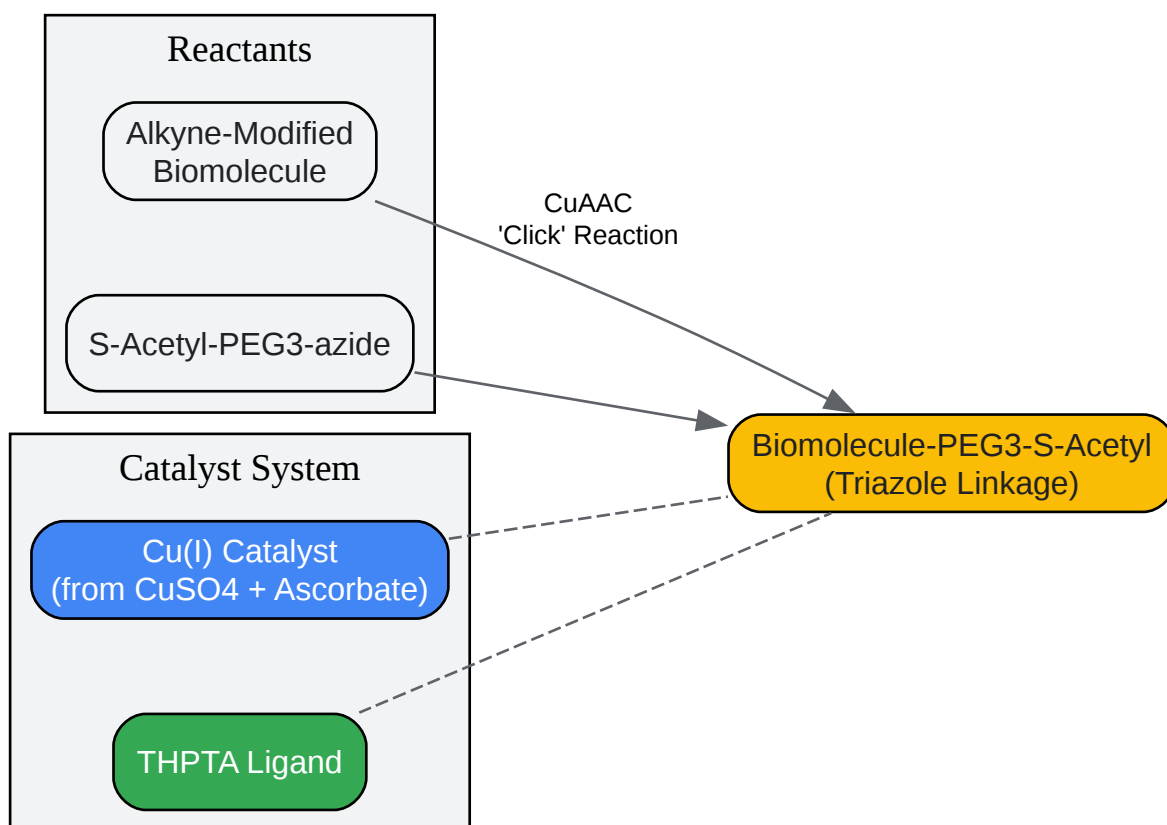 Reactants
Alkyne-Modified
Biomolecule
CuAAC
'Click' Reaction
S-Acetyl-PEG3-azide
Biomolecule-PEG3-S-Acetyl
(Triazole Linkage)
Catalyst System
Cu(I) Catalyst
(from CuSO4 + Ascorbate)
THPTA Ligand